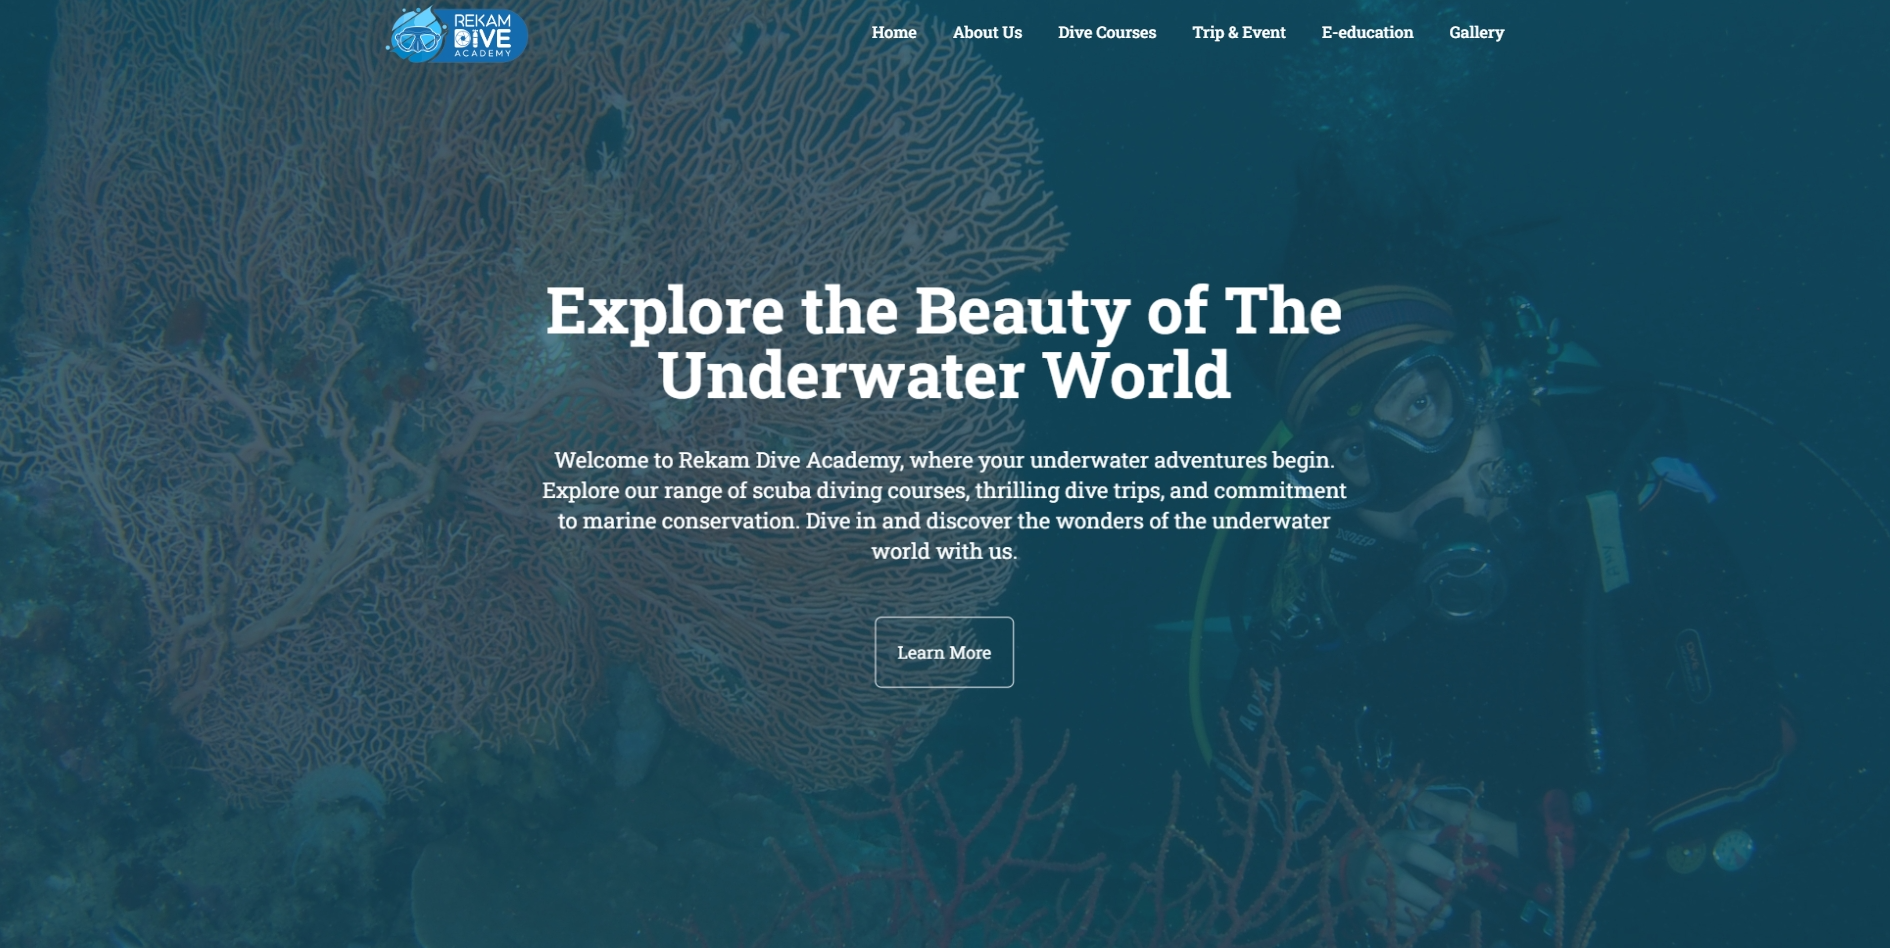 REKAM
DIVE
ACADEMY
Home About Us Dive Courses Trip & Event E-education Gallery
Explore the Beauty of The
Underwater World
Welcome to Rekam Dive Academy, where your underwater adventures begin.
Explore our range of scuba diving courses, thrilling dive trips, and commitment
to marine conservation. Dive in and discover the wonders of the underwater
world with us.
Learn More